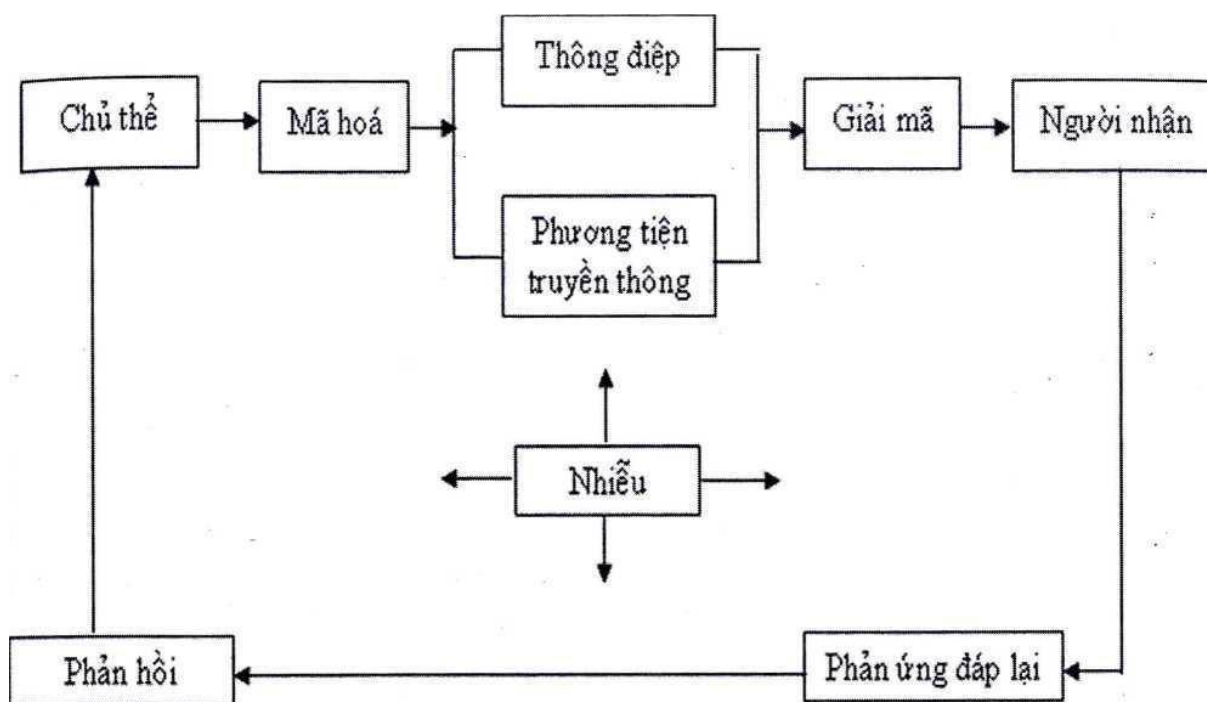 Thông điệp
Chủ thể
Mã hoá
Giải mã
Người nhận
Phương tiện
truyền thông
Nhiễu
Phản hồi
Phản ứng đáp lại